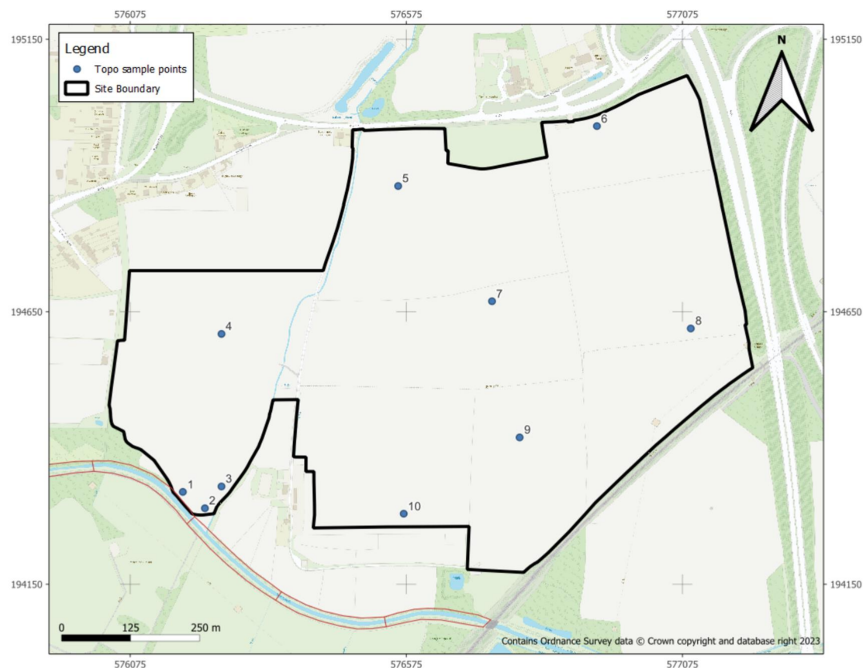 576075 576575 577075
195150 195150
Legend
Topo sample points
Site Boundary
N
6
5
7
194650 194650
8
4
9
3
1
2
10
194150 194150
0 125 250 m
Contains Ordnance Survey data © Crown copyright and database right 2023
576075 576575 577075